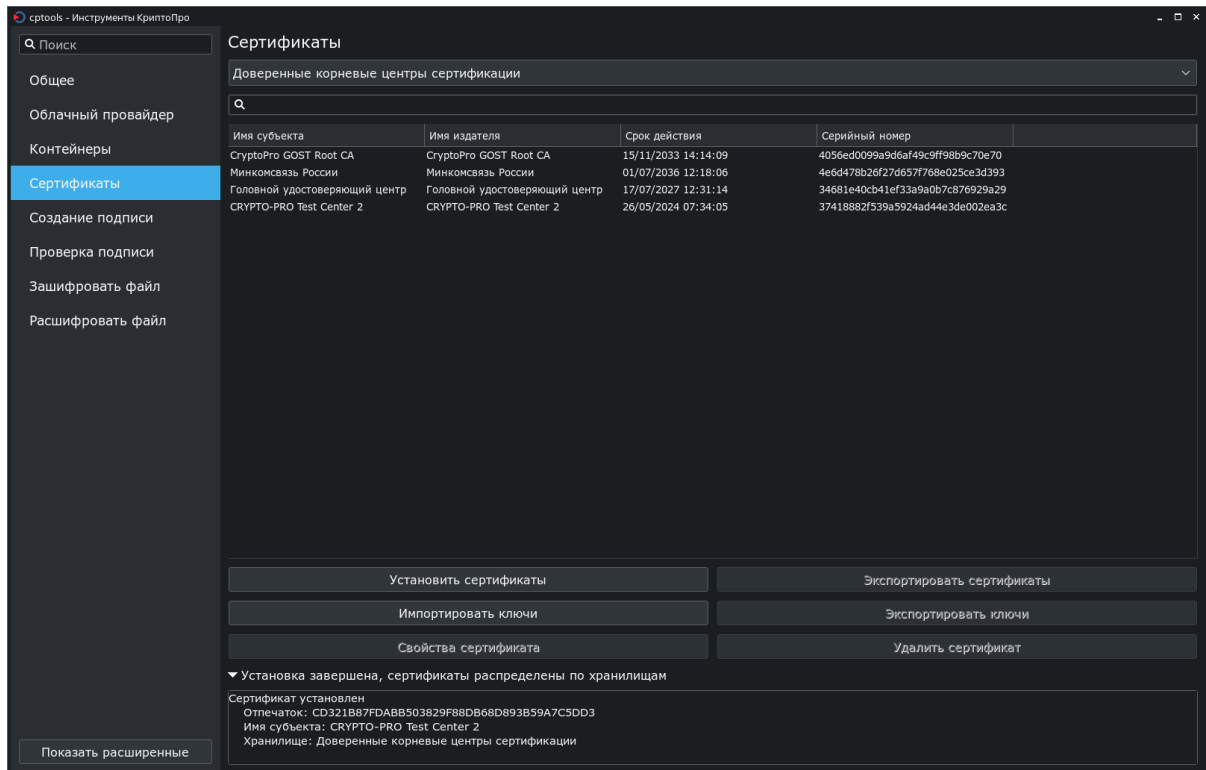 cptools - Инструменты КриптоПро
Поиск
Общее
Облачный провайдер
Контейнеры
Сертификаты
Создание подписи
Проверка подписи
Зашифровать файл
Расшифровать файл
Показать расширенные
Сертификаты
Доверенные корневые центры сертификации
Имя субъекта Имя издателя Срок действия Серийный номер
CryptoPro GOST Root CA CryptoPro GOST Root CA 15/11/2033 14:14:09 4056ed0099a9d6af49c9ff98b9c70e70
Минкомсвязь России Минкомсвязь России 01/07/2036 12:18:06 4e6d478b26f27d657f768e025ce3d393
Головной удостоверяющий центр Головной удостоверяющий центр 17/07/2027 12:31:14 34681e40cb41ef33a9a0b7c876929a29
CRYPTO-PRO Test Center 2 CRYPTO-PRO Test Center 2 26/05/2024 07:34:05 37418882f539a5924ad44e3de002ea3c
Установить сертификаты Экспортировать сертификаты
Импортировать ключи Экспортировать ключи
Свойства сертификата Удалить сертификат
Установка завершена, сертификаты распределены по хранилищам
Сертификат установлен
Отпечаток: CD321B87FDABB503829F88DB68D893B59A7C5DD3
Имя субъекта: CRYPTO-PRO Test Center 2
Хранилище: Доверенные корневые центры сертификации